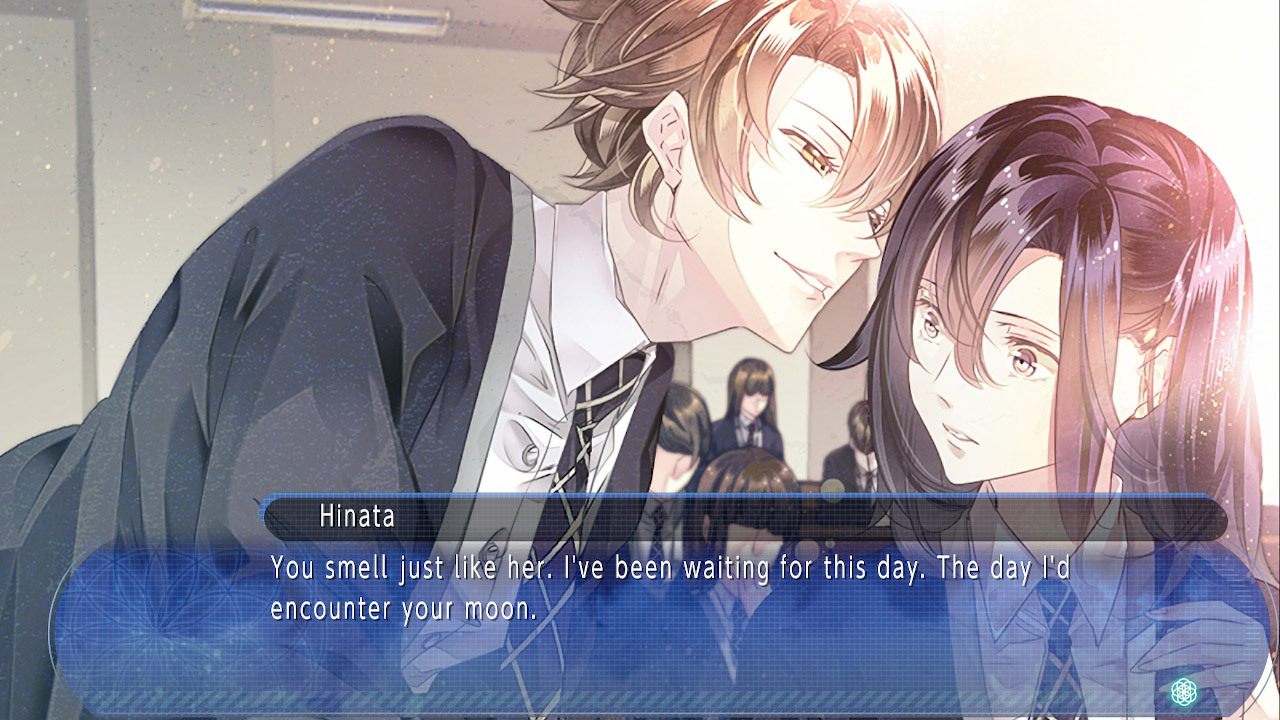 Hinata
You smell just like her. I've been waiting for this day. The day I'd
encounter your moon.